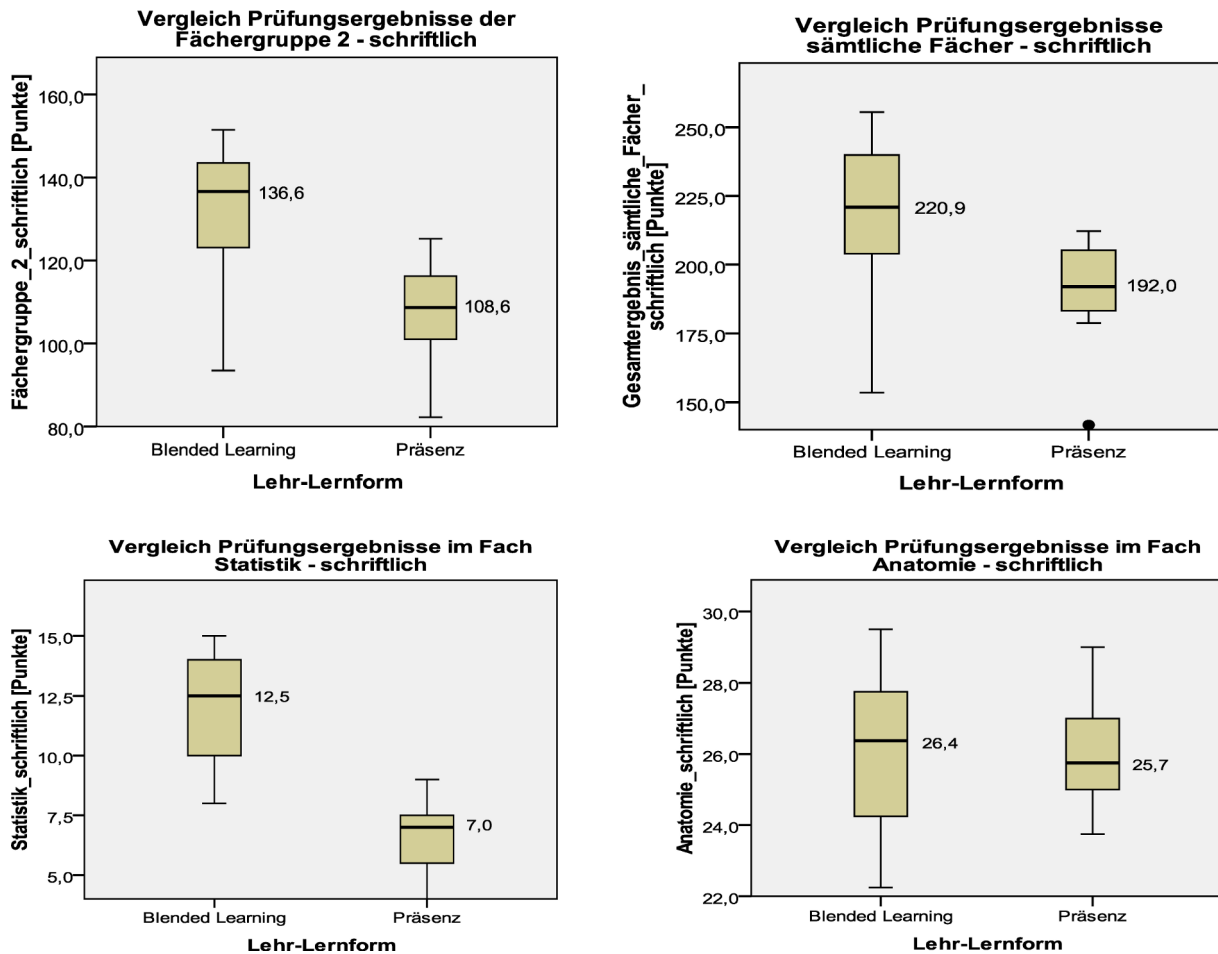 Vergleich Prüfungsergebnisse der
Fächergruppe 2 - schriftlich
Fächergruppe_2_schriftlich [Punkte]
160,0
140,0
120,0
100,0
80,0
136,6
108,6
Blended Learning
Präsenz
Lehr-Lernform
Vergleich Prüfungsergebnisse
sämtliche Fächer - schriftlich
Gesamtergebnis_sämtliche_Fächer_
schriftlich [Punkte]
250,0
225,0
200,0
175,0
150,0
220,9
192,0
Blended Learning
Präsenz
Lehr-Lernform
Vergleich Prüfungsergebnisse im Fach
Statistik - schriftlich
Statistik_schriftlich [Punkte]
15,0
12,5
10,0
7,5
5,0
12,5
7,0
Blended Learning
Präsenz
Lehr-Lernform
Vergleich Prüfungsergebnisse im Fach
Anatomie - schriftlich
Anatomie_schriftlich [Punkte]
30,0
28,0
26,0
24,0
22,0
26,4
25,7
Blended Learning
Präsenz
Lehr-Lernform